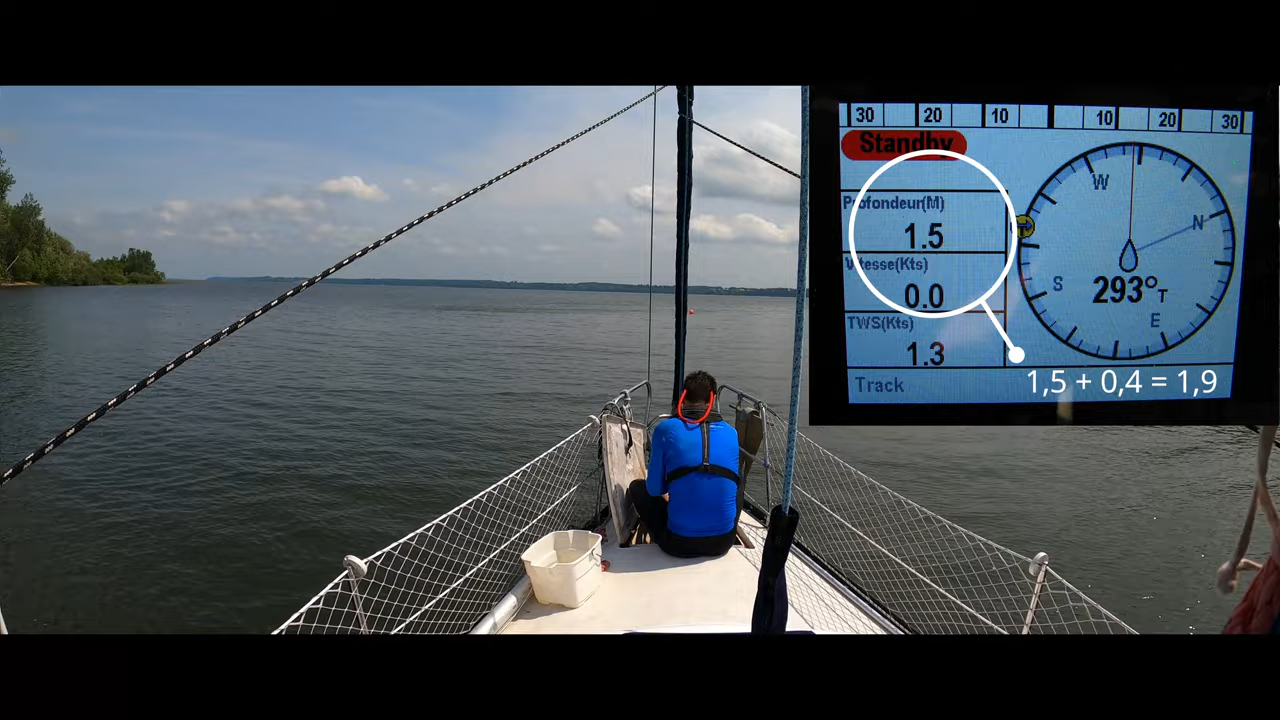 30 20 10 10 20 30
Standby
Profondeur(M)
1.5
Vitesse(Kts)
0.0
TWS(Kts)
1.3
Track
W
N
S
E
293°T
1,5 + 0,4 = 1,9